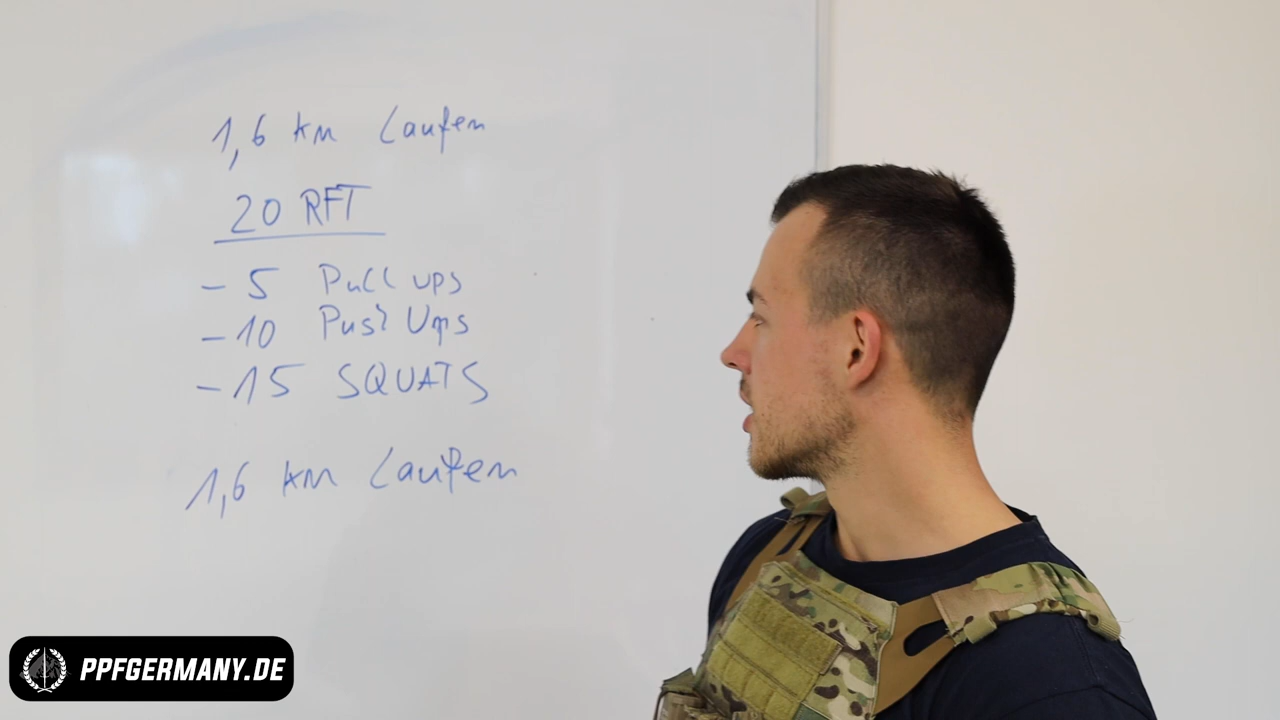 1,6 km Laufen
20 RFT
- 5 Pull ups
- 10 Push Ups
- 15 SQUATS
1,6 km Laufen
PPFGERMANY.DE